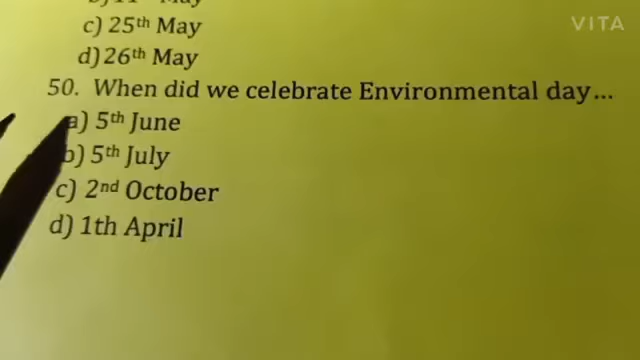 VITA
May
c) 25th May
d) 26th May
50. When did we celebrate Environmental day...
a) 5th June
b) 5th July
c) 2nd October
d) 1th April